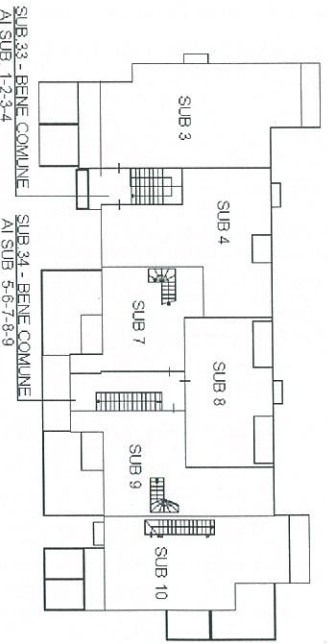 SUB 3
SUB 4
SUB 7
SUB 8
SUB 9
SUB 10
SUB.33 - BENE COMUNE
AI SUB 1-2-3-4
SUB.34 - BENE COMUNE
AI SUB 5-6-7-8-9